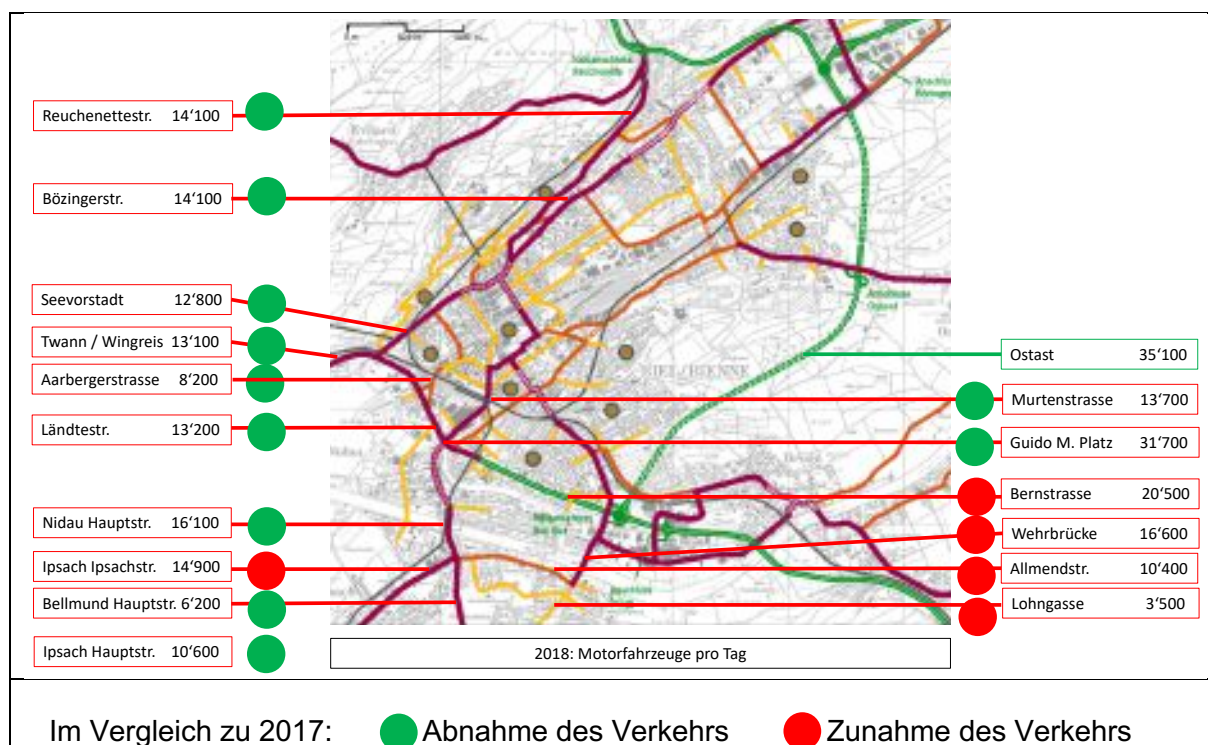 Reuchenettestr. 14‘100
Bözingerstr. 14‘100
Seevorstadt 12‘800
Twann / Wingreis 13‘100
Aarbergerstrasse 8‘200
Ländtestr. 13‘200
Nidau Hauptstr. 16‘100
Ipsach Ipsachstr. 14‘900
Bellmund Hauptstr. 6‘200
Ipsach Hauptstr. 10‘600
BIEL/BIENNE
Ostast 35‘100
Murtenstrasse 13‘700
Guido M. Platz 31‘700
Bernstrasse 20‘500
Wehrbrücke 16‘600
Allmendstr. 10‘400
Lohngasse 3‘500
2018: Motorfahrzeuge pro Tag
Im Vergleich zu 2017: Abnahme des Verkehrs Zunahme des Verkehrs